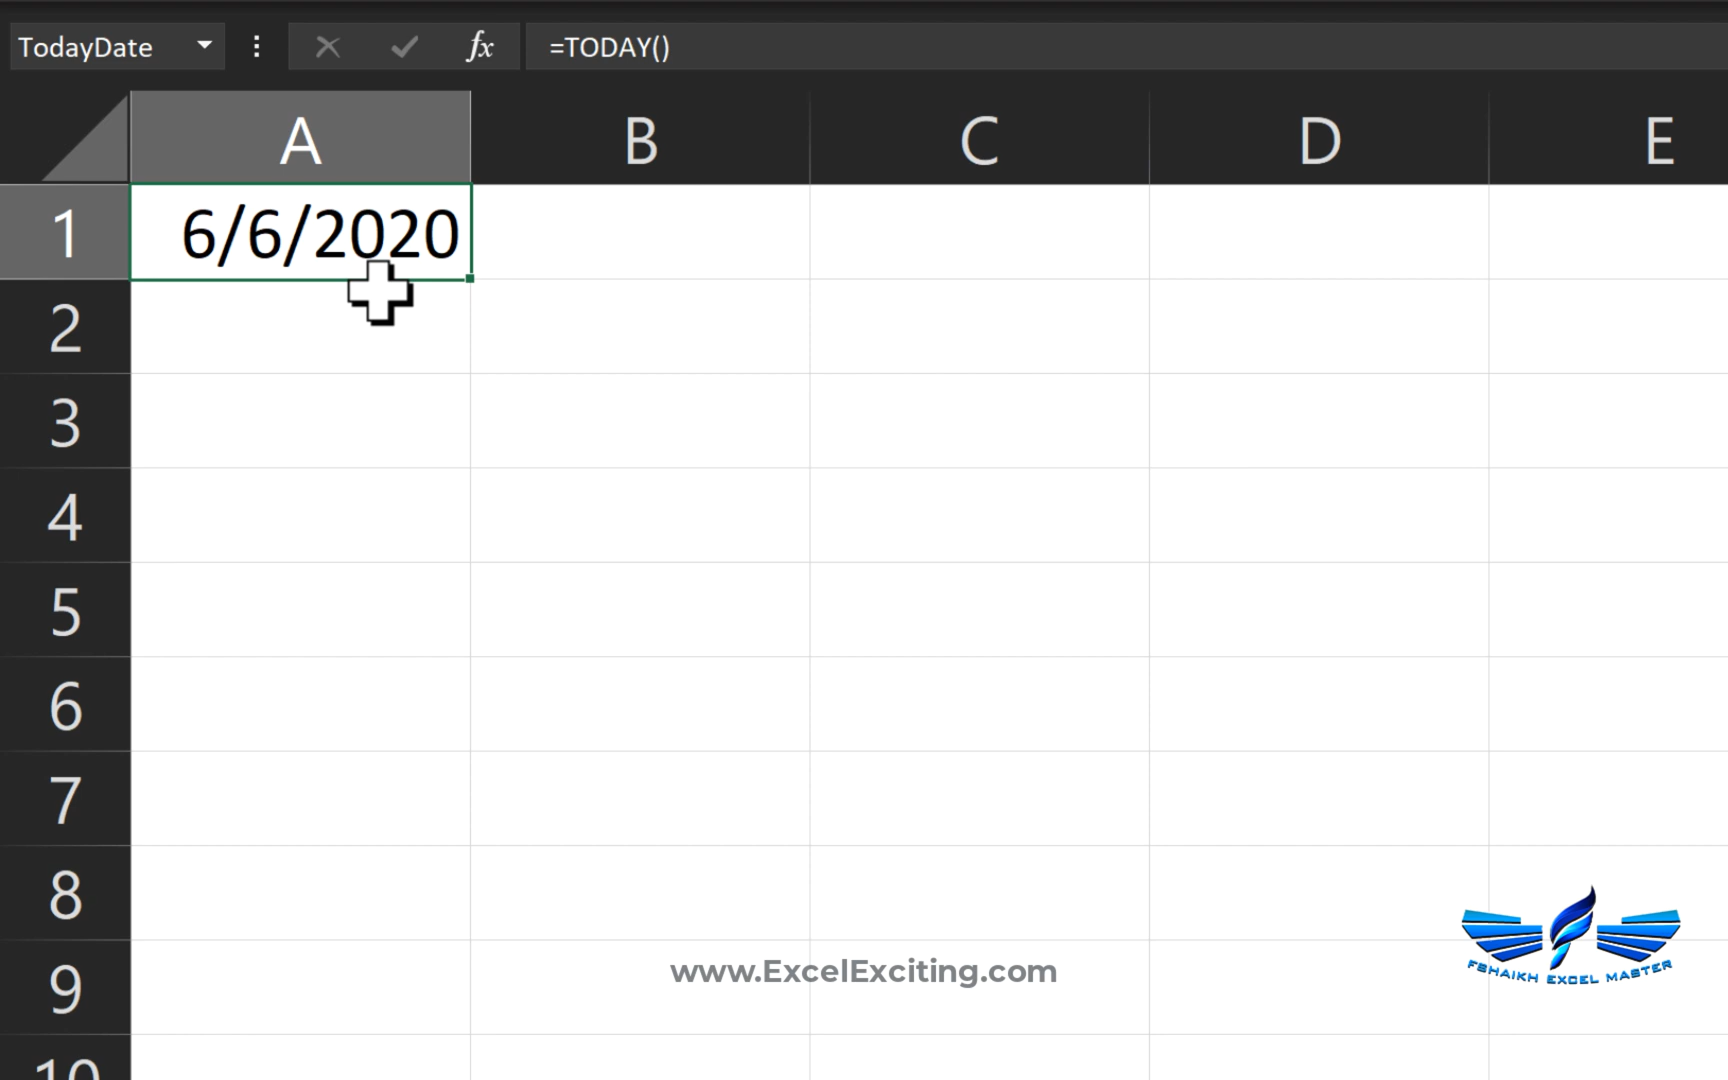 TodayDate fx =TODAY()
A B C D E
1 6/6/2020
2
3
4
5
6
7
8
9
10
www.ExcelExciting.com
FSHAIKH EXCEL MASTER